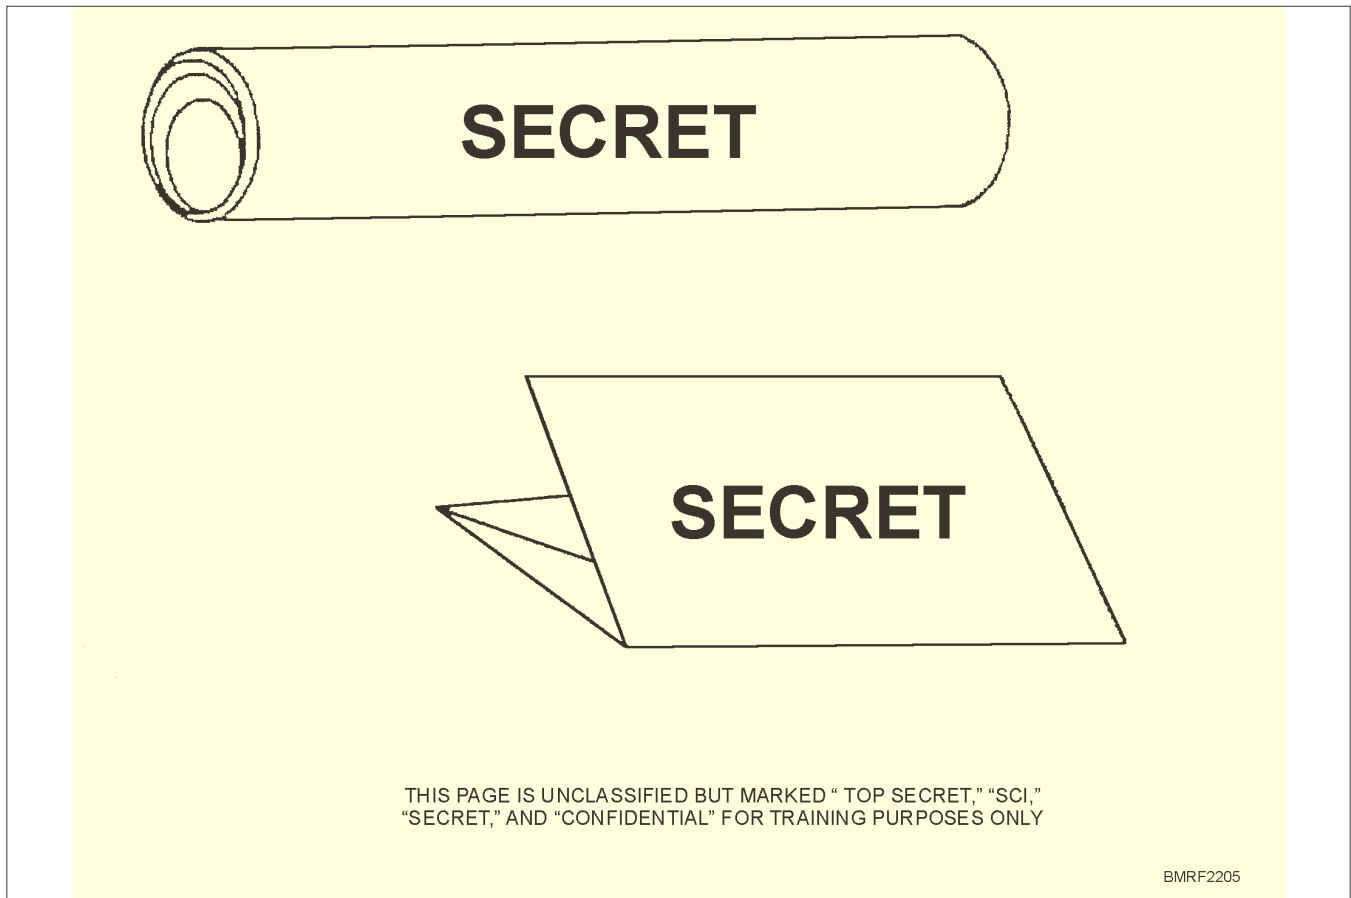 SECRET
SECRET
THIS PAGE IS UNCLASSIFIED BUT MARKED “ TOP SECRET,” “SCI,”
“SECRET,” AND “CONFIDENTIAL” FOR TRAINING PURPOSES ONLY
BMRF2205